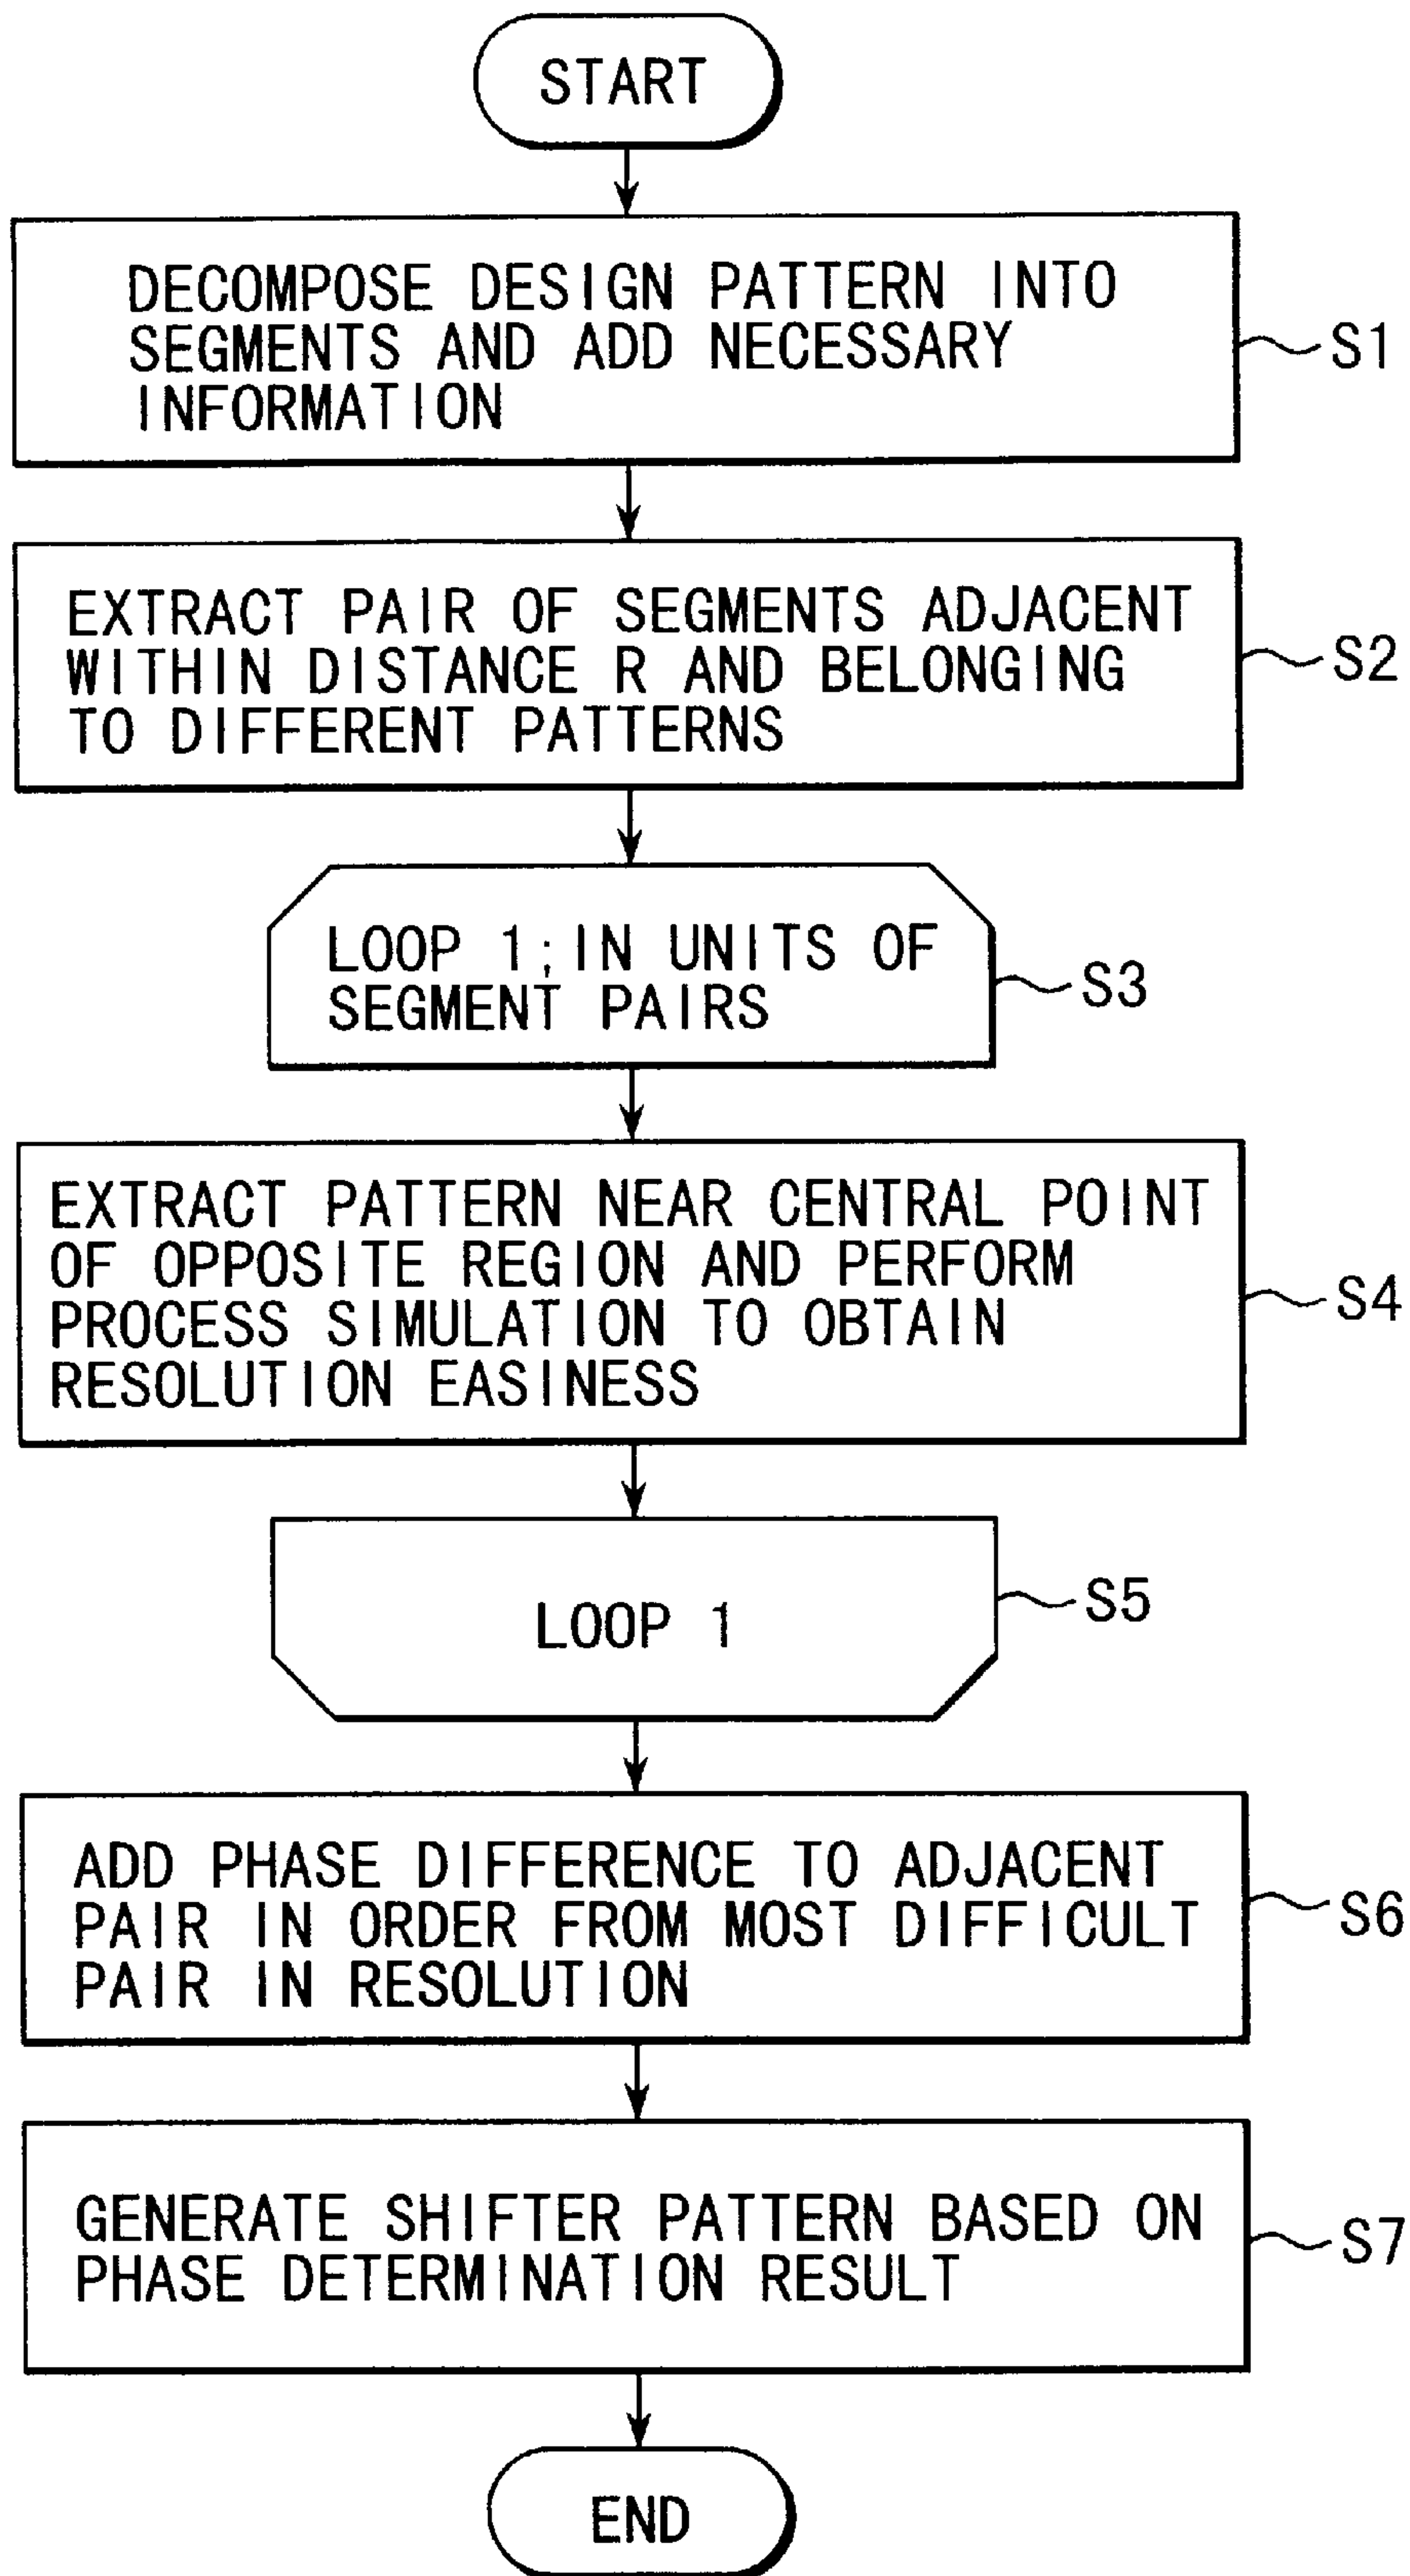 START
DECOMPOSE DESIGN PATTERN INTO
SEGMENTS AND ADD NECESSARY
INFORMATION
S1
EXTRACT PAIR OF SEGMENTS ADJACENT
WITHIN DISTANCE R AND BELONGING
TO DIFFERENT PATTERNS
S2
LOOP 1;IN UNITS OF
SEGMENT PAIRS
S3
EXTRACT PATTERN NEAR CENTRAL POINT
OF OPPOSITE REGION AND PERFORM
PROCESS SIMULATION TO OBTAIN
RESOLUTION EASINESS
S4
LOOP 1
S5
ADD PHASE DIFFERENCE TO ADJACENT
PAIR IN ORDER FROM MOST DIFFICULT
PAIR IN RESOLUTION
S6
GENERATE SHIFTER PATTERN BASED ON
PHASE DETERMINATION RESULT
S7
END